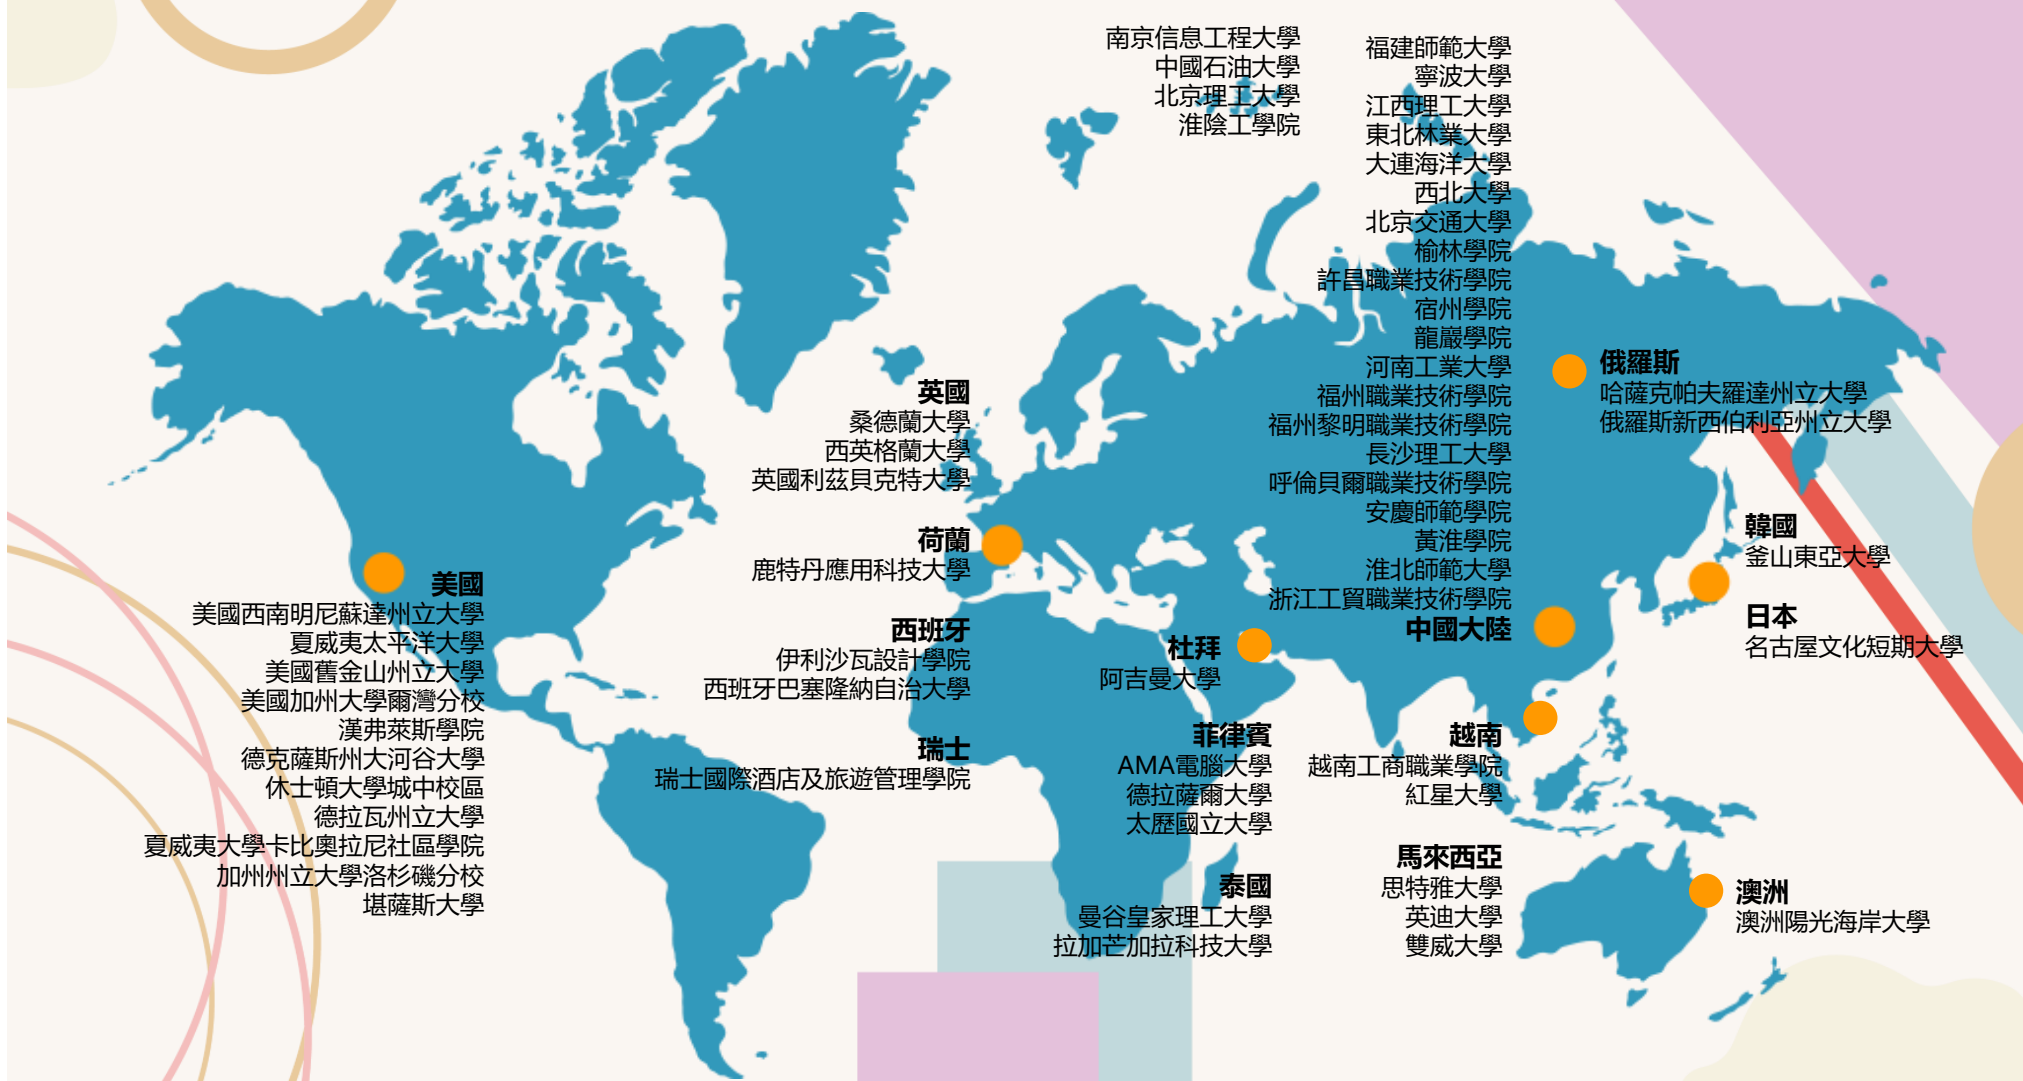 南京信息工程大學
中國石油大學
北京理工大學
淮陰工學院
福建師範大學
寧波大學
江西理工大學
東北林業大學
大連海洋大學
西北大學
北京交通大學
榆林學院
許昌職業技術學院
宿州學院
龍巖學院
河南工業大學
福州職業技術學院
福州黎明職業技術學院
長沙理工大學
呼倫貝爾職業技術學院
安慶師範學院
黃淮學院
淮北師範大學
浙江工貿職業技術學院
中國大陸
俄羅斯
哈薩克帕夫羅達州立大學
俄羅斯新西伯利亞州立大學
英國
桑德蘭大學
西英格蘭大學
英國利茲貝克特大學
荷蘭
鹿特丹應用科技大學
西班牙
伊利沙瓦設計學院
西班牙巴塞隆納自治大學
瑞士
瑞士國際酒店及旅遊管理學院
美國
美國西南明尼蘇達州立大學
夏威夷太平洋大學
美國舊金山州立大學
美國加州大學爾灣分校
漢弗萊斯學院
德克薩斯州大河谷大學
休士頓大學城中校區
德拉瓦州立大學
夏威夷大學卡比奧拉尼社區學院
加州州立大學洛杉磯分校
堪薩斯大學
韓國
釜山東亞大學
日本
名古屋文化短期大學
杜拜
阿吉曼大學
菲律賓
AMA電腦大學
德拉薩爾大學
太歷國立大學
泰國
曼谷皇家理工大學
拉加芒加拉科技大學
越南
越南工商職業學院
紅星大學
馬來西亞
思特雅大學
英迪大學
雙威大學
澳洲
澳洲陽光海岸大學